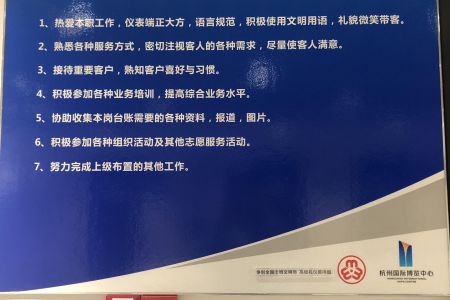 1、热爱本职工作，仪表端正大方，语言规范，积极使用文明用语，礼貌微笑带客。
2、熟悉各种服务方式，密切注视客人的各种需求，尽量使客人满意。
3、接待重要客户，熟知客户喜好与习惯。
4、积极参加各种业务培训，提高综合业务水平。
5、协助收集本岗台账需要的各种资料，报道，图片。
6、积极参加各种组织活动及其他志愿服务活动。
7、努力完成上级布置的其他工作。
杭州国际博览中心
HANGZHOU INTERNATIONAL
EXPO CENTER